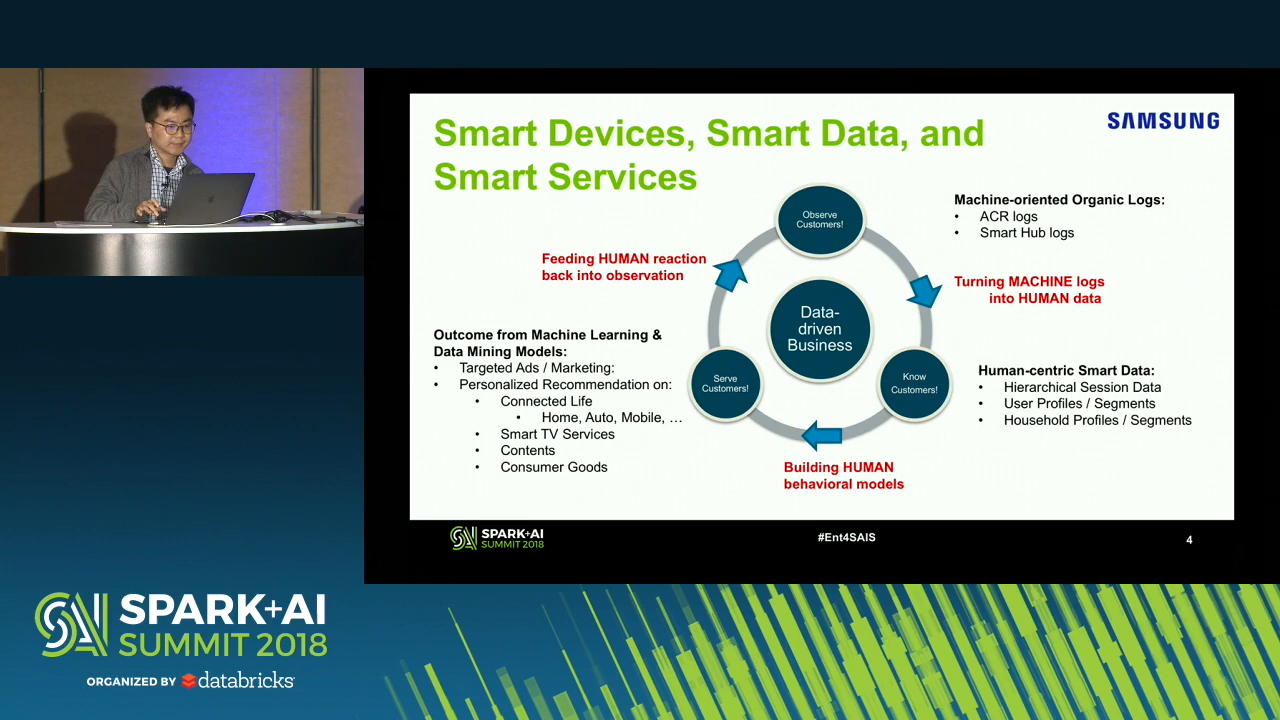 Smart Devices, Smart Data, and
Smart Services
SAMSUNG
Observe
Customers!
Machine-oriented Organic Logs:
• ACR logs
• Smart Hub logs
Feeding HUMAN reaction
back into observation
Turning MACHINE logs
into HUMAN data
Data-
driven
Business
Outcome from Machine Learning &
Data Mining Models:
• Targeted Ads / Marketing:
• Personalized Recommendation on:
• Connected Life
• Home, Auto, Mobile, …
• Smart TV Services
• Contents
• Consumer Goods
Serve
Customers!
Know
Customers!
Human-centric Smart Data:
• Hierarchical Session Data
• User Profiles / Segments
• Household Profiles / Segments
Building HUMAN
behavioral models
SPARK+AI
SUMMIT 2018
#Ent4SAIS
4
SPARK+AI
SUMMIT 2018
ORGANIZED BY databricks